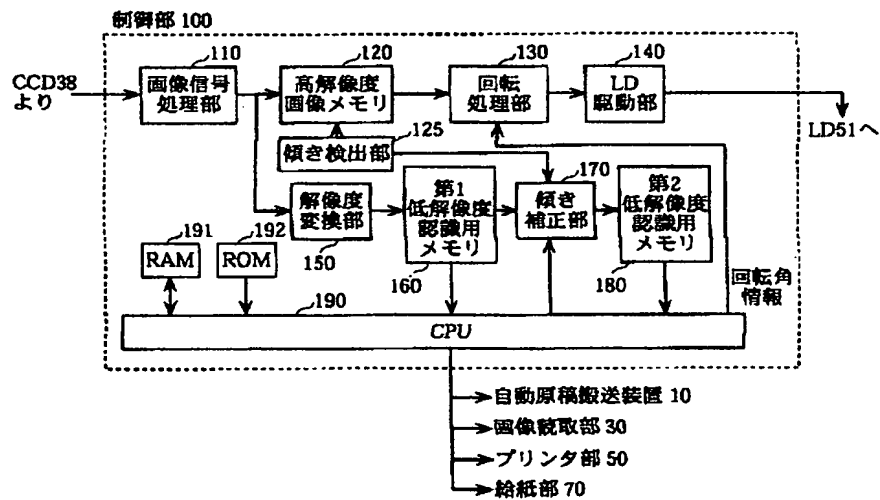 制御部 100
110
120
130
140
CCD38
より
画像信号
処理部
高解像度
画像メモリ
回転
処理部
LD
駆動部
LD51へ
125
傾き検出部
170
解像度
変換部
150
第1
低解像度
認識用
メモリ
160
傾き
補正部
第2
低解像度
認識用
メモリ
180
191
RAM
192
ROM
190
CPU
回転角
情報
自動原稿搬送装置 10
画像読取部 30
プリンタ部 50
給紙部 70